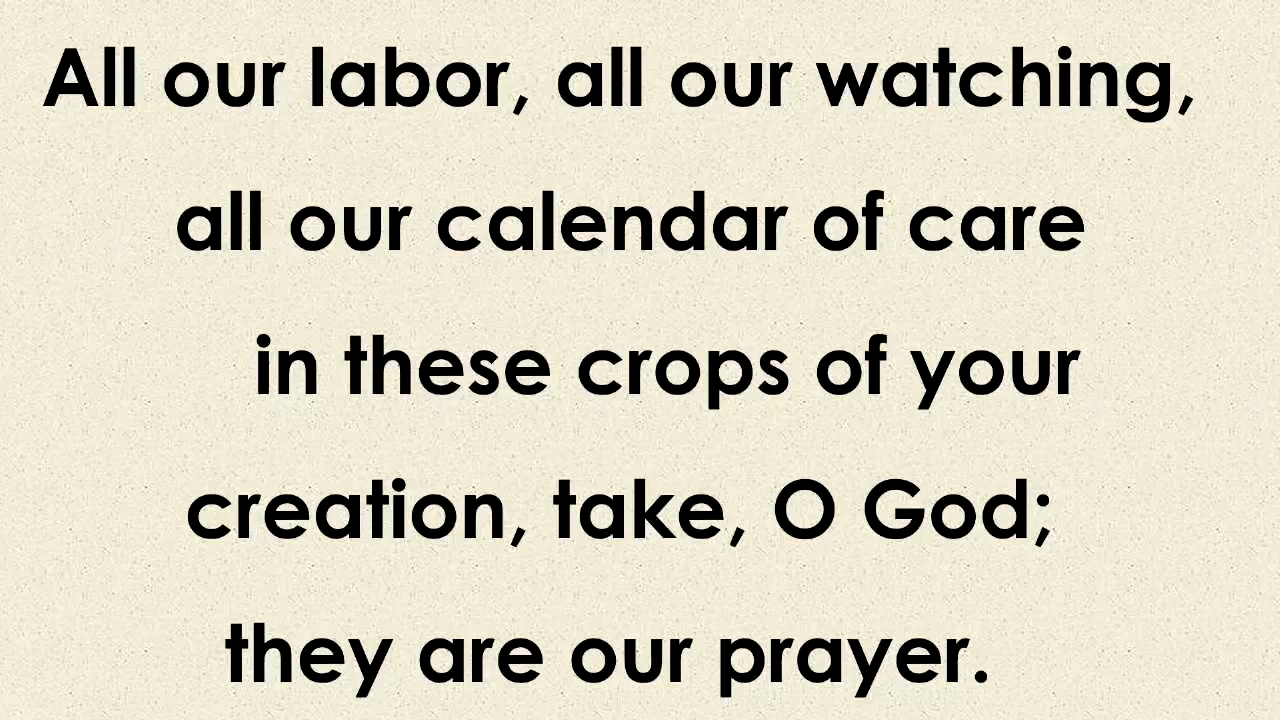 All our labor, all our watching,
all our calendar of care
in these crops of your
creation, take, O God;
they are our prayer.